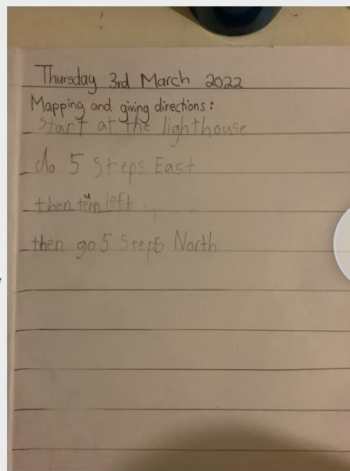 Thursday 3rd March 2022
Mapping and giving directions:
Start at the lighthouse
do 5 Steps East
then turn left
then go 5 Steps North